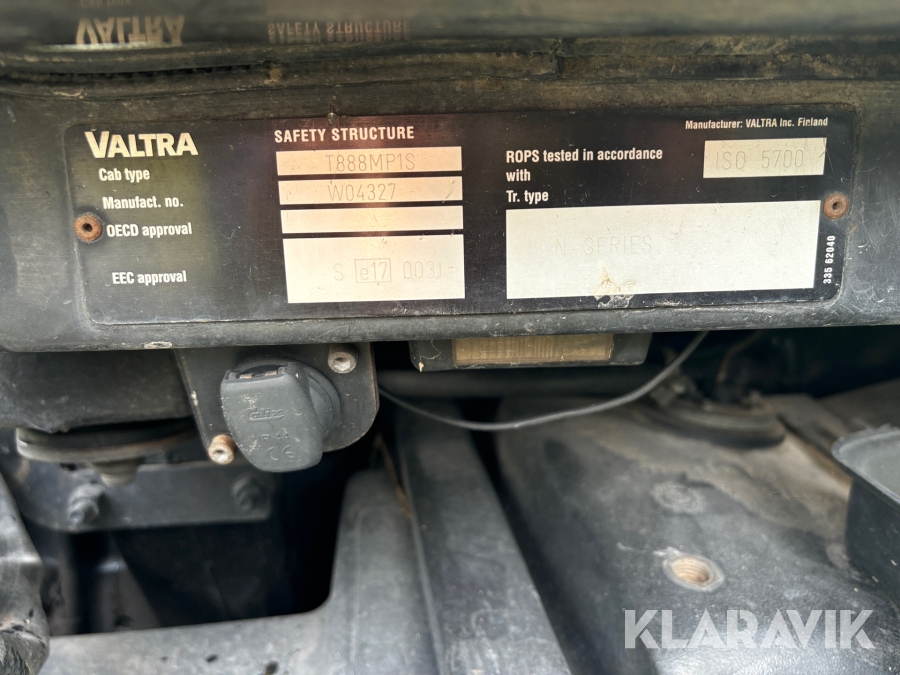 VALTRA
SAFETY STRUCTURE
Manufacturer: VALTRA Inc. Finland
Cab type
T888MP1S
Manufact. no.
W04327
OECD approval
EEC approval
S e17 0031
ROPS tested in accordance
with
ISO 5700
Tr. type
N SERIES
335 62040
CE
KLARAVIK